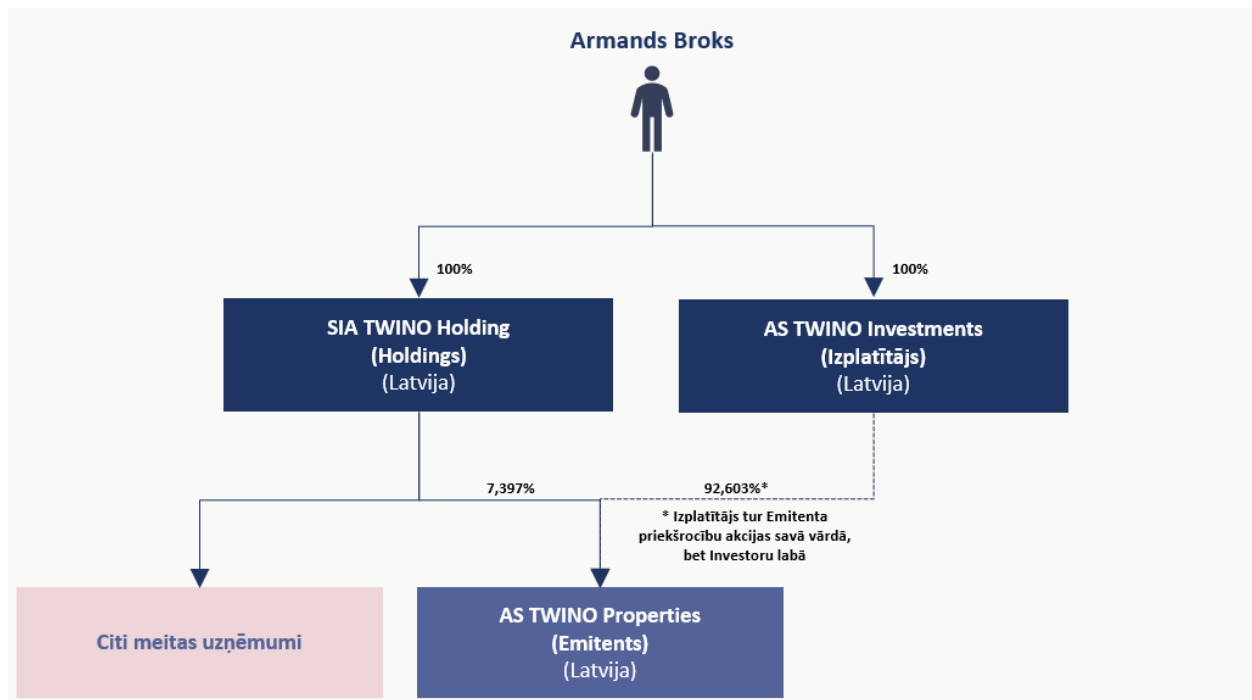 Armands Broks
100%
100%
SIA TWINO Holding
(Holdings)
(Latvija)
AS TWINO Investments
(Izplatītājs)
(Latvija)
7,397%
92,603%*
* Izplatītājs tur Emitenta
priekšrocību akcijas savā vārdā,
bet Investoru labā
Citi meitas uzņēmumi
AS TWINO Properties
(Emitents)
(Latvija)